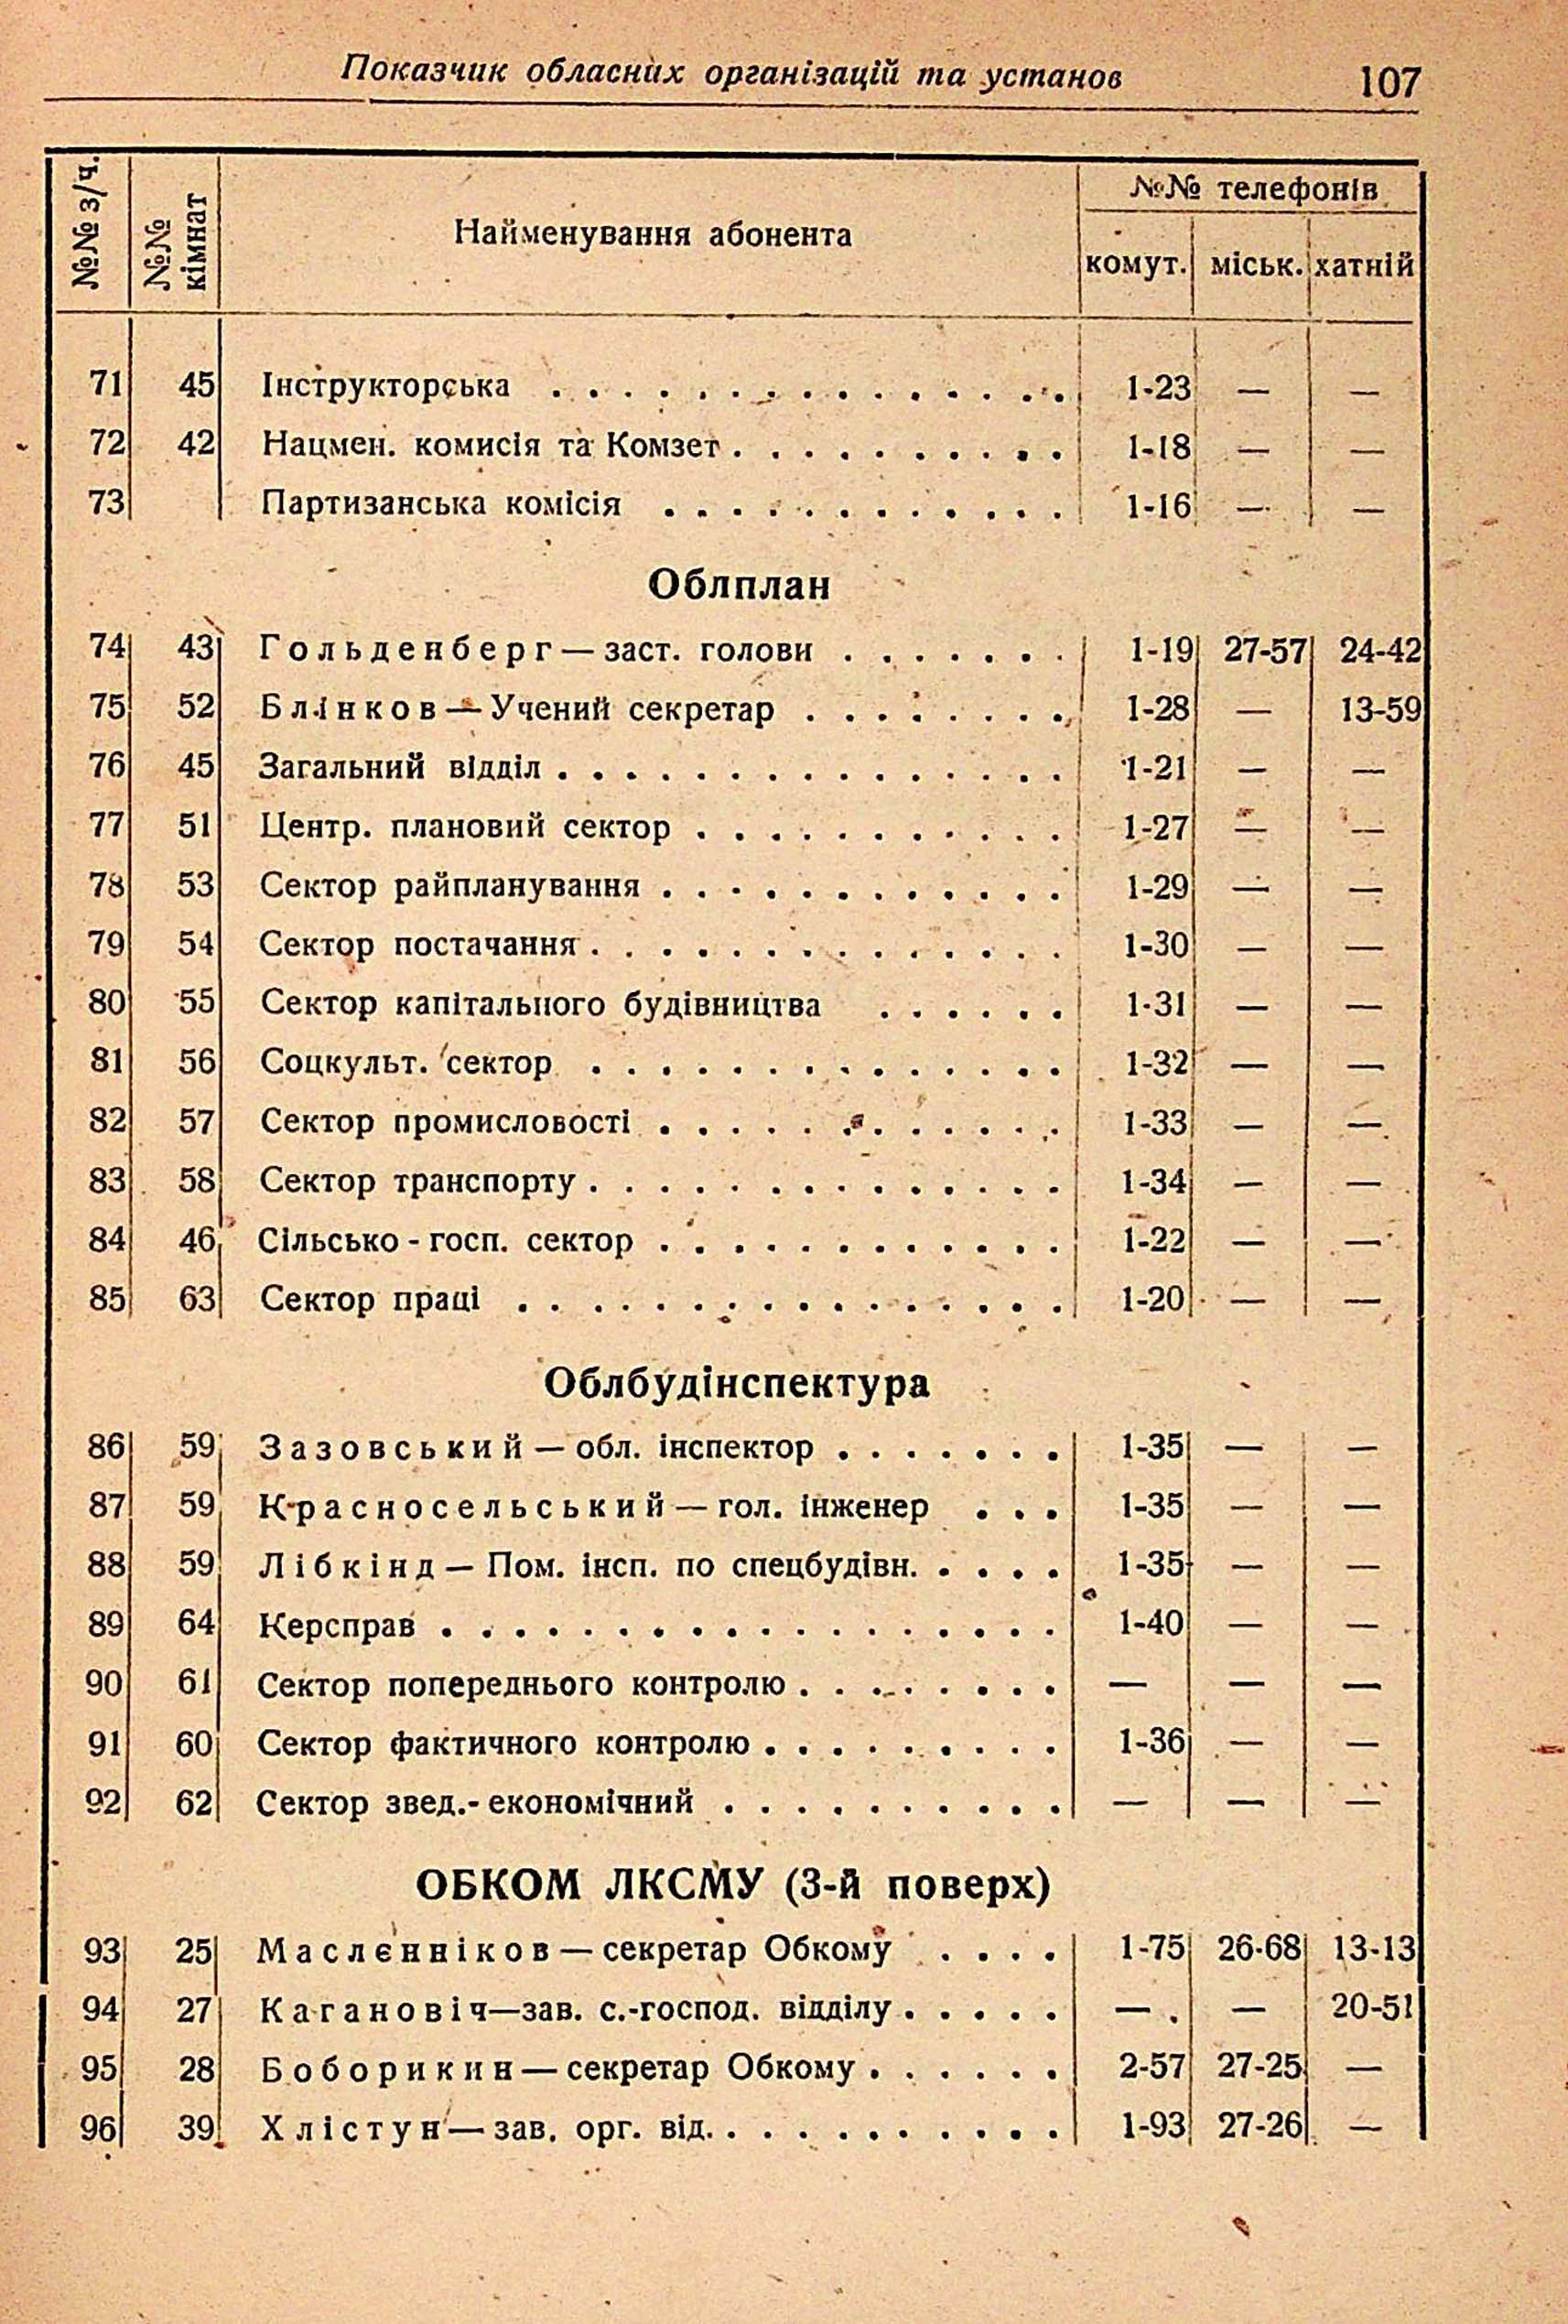 Показчик обласних організацій та установ 107
№№ з/ч. №№ кімнат Найменування абонента №№ телефонів
комут. міськ. хатній
71 45 Інструкторська . . . . . . . . . . . . . . 1-23 — —
72 42 Нацмен. комисія та Комзет . . . . . . . . . . 1-18 — —
73 Партизанська комісія . . . . . . . . . . . . 1-16 — —
Облплан
74 43 Гольденберг — заст. голови . . . . . . . 1-19 27-57 24-42
75 52 Блінков — Учений секретар . . . . . . . . 1-28 — 13-59
76 45 Загальний відділ . . . . . . . . . . . . . . . 1-21 — —
77 51 Центр. плановий сектор . . . . . . . . . . . 1-27 — —
78 53 Сектор райпланування . . . . . . . . . . . . 1-29 — —
79 54 Сектор постачання . . . . . . . . . . . . . . 1-30 — —
80 55 Сектор капітального будівництва . . . . . . 1-31 — —
81 56 Соцкульт. сектор . . . . . . . . . . . . . . 1-32 — —
82 57 Сектор промисловості . . . . . . . . . . . . 1-33 — —
83 58 Сектор транспорту . . . . . . . . . . . . . . 1-34 — —
84 46 Сільсько-госп. сектор . . . . . . . . . . . . 1-22 — —
85 63 Сектор праці . . . . . . . . . . . . . . . . 1-20 — —
Облбудінспектура
86 59 Зазовський — обл. інспектор . . . . . . . 1-35 — —
87 59 Красносельський — гол. інженер . . . 1-35 — —
88 59 Лібкінд — Пом. інсп. по спецбудівн. . . . . 1-35 — —
89 64 Керсправ . . . . . . . . . . . . . . . . . . 1-40 — —
90 61 Сектор попереднього контролю . . . . . . . . — — —
91 60 Сектор фактичного контролю . . . . . . . . . 1-36 — —
92 62 Сектор звед.-економічний . . . . . . . . . . — — —
ОБКОМ ЛКСМУ (3-й поверх)
93 25 Маслєнніков — секретар Обкому . . . . 1-75 26-68 13-13
94 27 Кагановіч—зав. с.-господ. відділу . . . . . — — 20-51
95 28 Боборикин — секретар Обкому . . . . . . 2-57 27-25 —
96 39 Хлістун — зав. орг. від. . . . . . . . . . . 1-93 27-26 —